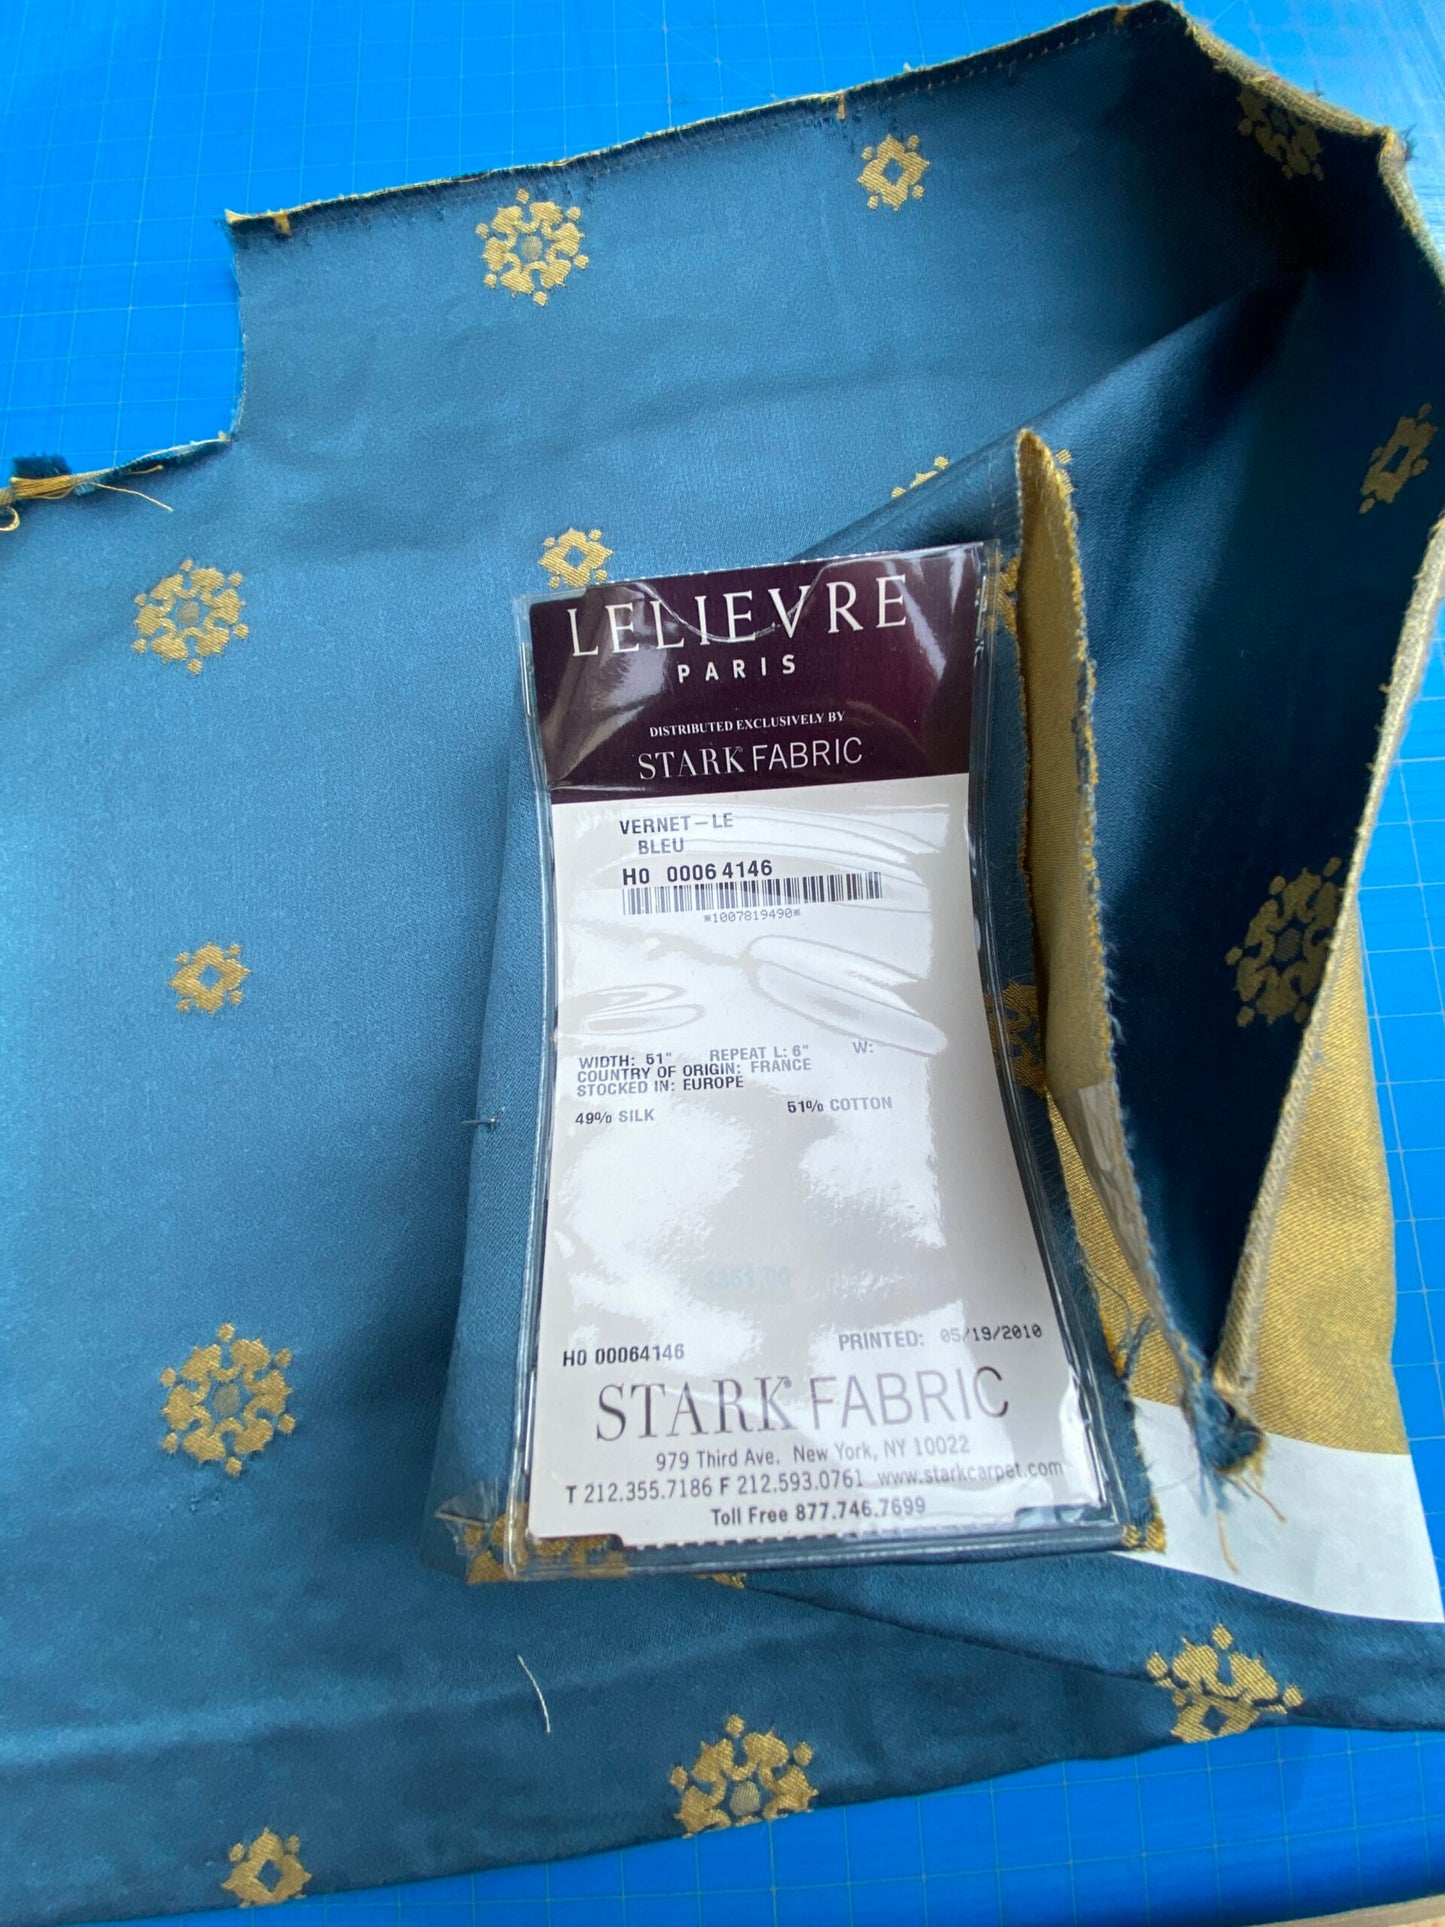 LELIEVRE
PARIS
DISTRIBUTED EXCLUSIVELY BY
STARK FABRIC
VERNET-LE
BLEU
H0 00064146
*1007819490*
WIDTH: 51" REPEAT L: 6" W:
COUNTRY OF ORIGIN: FRANCE
STOCKED IN: EUROPE
49% SILK 51% COTTON
PRINTED: 05/19/2010
H0 00064146
STARK® FABRIC
979 Third Ave. New York, NY 10022
T 212.355.7186 F 212.593.0761 www.starkcarpet.com
Toll Free 877.746.7699